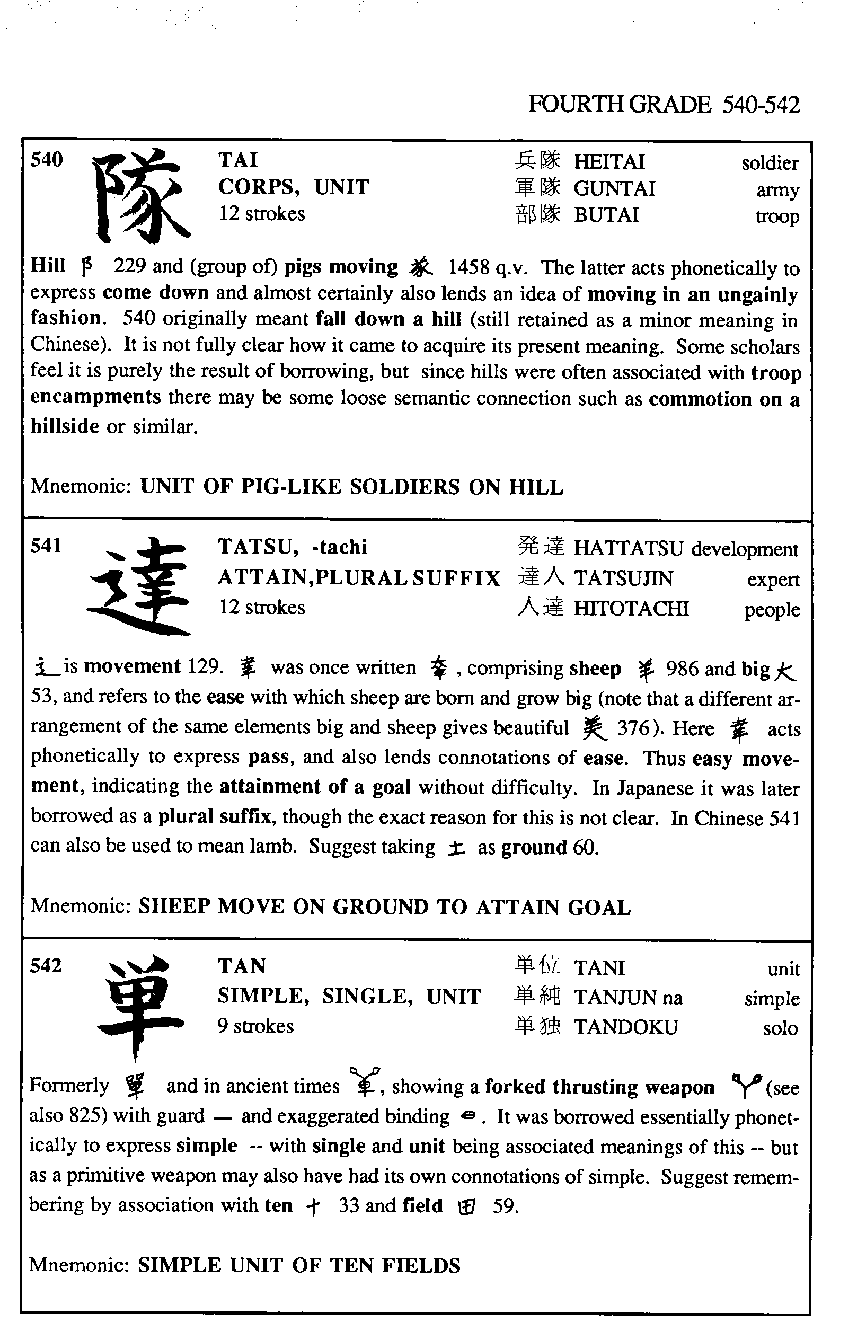 FOURTH GRADE 540-542
540 隊 TAI 兵隊 HEITAI soldier
CORPS, UNIT 軍隊 GUNTAI army
12 strokes 部隊 BUTAI troop
Hill 阝 229 and (group of) pigs moving 㒸 1458 q.v. The latter acts phonetically to
express come down and almost certainly also lends an idea of moving in an ungainly
fashion. 540 originally meant fall down a hill (still retained as a minor meaning in
Chinese). It is not fully clear how it came to acquire its present meaning. Some scholars
feel it is purely the result of borrowing, but since hills were often associated with troop
encampments there may be some loose semantic connection such as commotion on a
hillside or similar.
Mnemonic: UNIT OF PIG-LIKE SOLDIERS ON HILL
541 達 TATSU, -tachi 発達 HATTATSU development
ATTAIN,PLURAL SUFFIX 達人 TATSUJIN expert
12 strokes 人達 HITOTACHI people
辶 is movement 129. was once written , comprising sheep 986 and big 大
53, and refers to the ease with which sheep are born and grow big (note that a different ar-
rangement of the same elements big and sheep gives beautiful 美 376). Here acts
phonetically to express pass, and also lends connotations of ease. Thus easy move-
ment, indicating the attainment of a goal without difficulty. In Japanese it was later
borrowed as a plural suffix, though the exact reason for this is not clear. In Chinese 541
can also be used to mean lamb. Suggest taking 土 as ground 60.
Mnemonic: SHEEP MOVE ON GROUND TO ATTAIN GOAL
542 単 TAN 単位 TANI unit
SIMPLE, SINGLE, UNIT 単純 TANJUN na simple
9 strokes 単独 TANDOKU solo
Formerly 單 and in ancient times , showing a forked thrusting weapon (see
also 825) with guard — and exaggerated binding . It was borrowed essentially phonet-
ically to express simple -- with single and unit being associated meanings of this -- but
as a primitive weapon may also have had its own connotations of simple. Suggest remem-
bering by association with ten 十 33 and field 田 59.
Mnemonic: SIMPLE UNIT OF TEN FIELDS